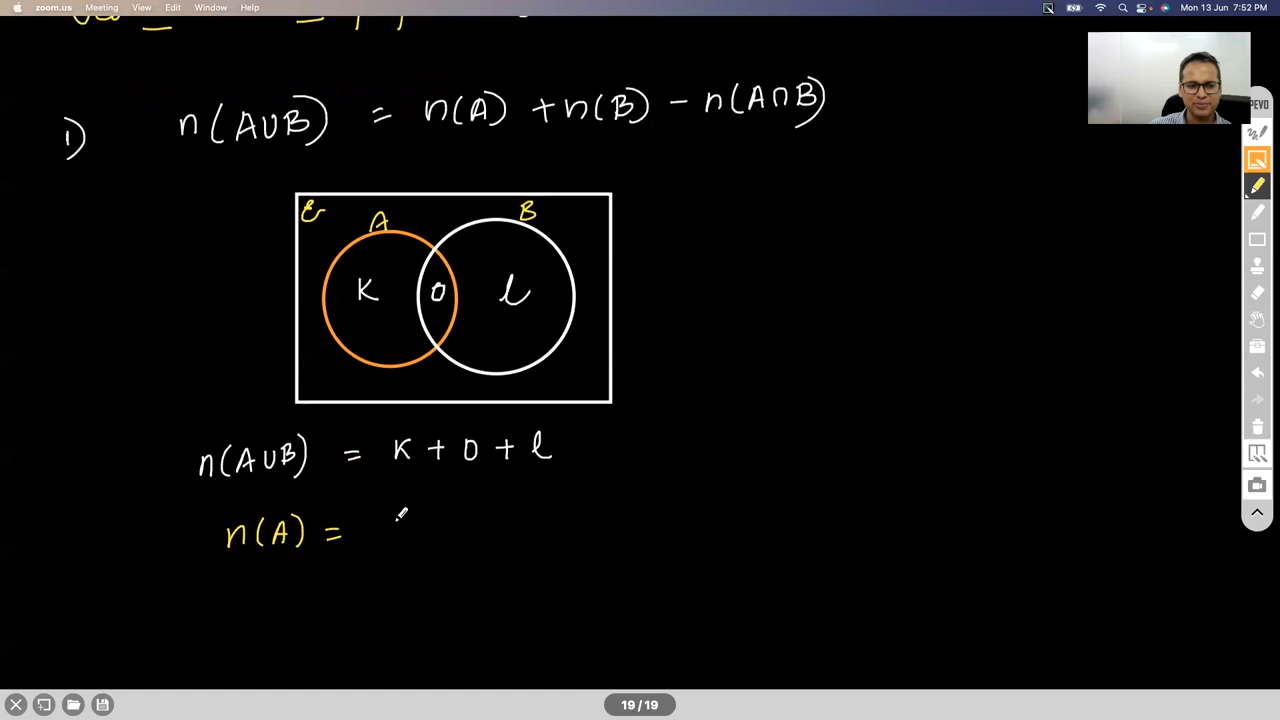 zoom.us Meeting View Edit Window Help Mon 13 Jun 7:52 PM
1) n(A∪B) = n(A) + n(B) - n(A∩B)
A B
K O l
n(A∪B) = K + O + l
n(A) =
19/19